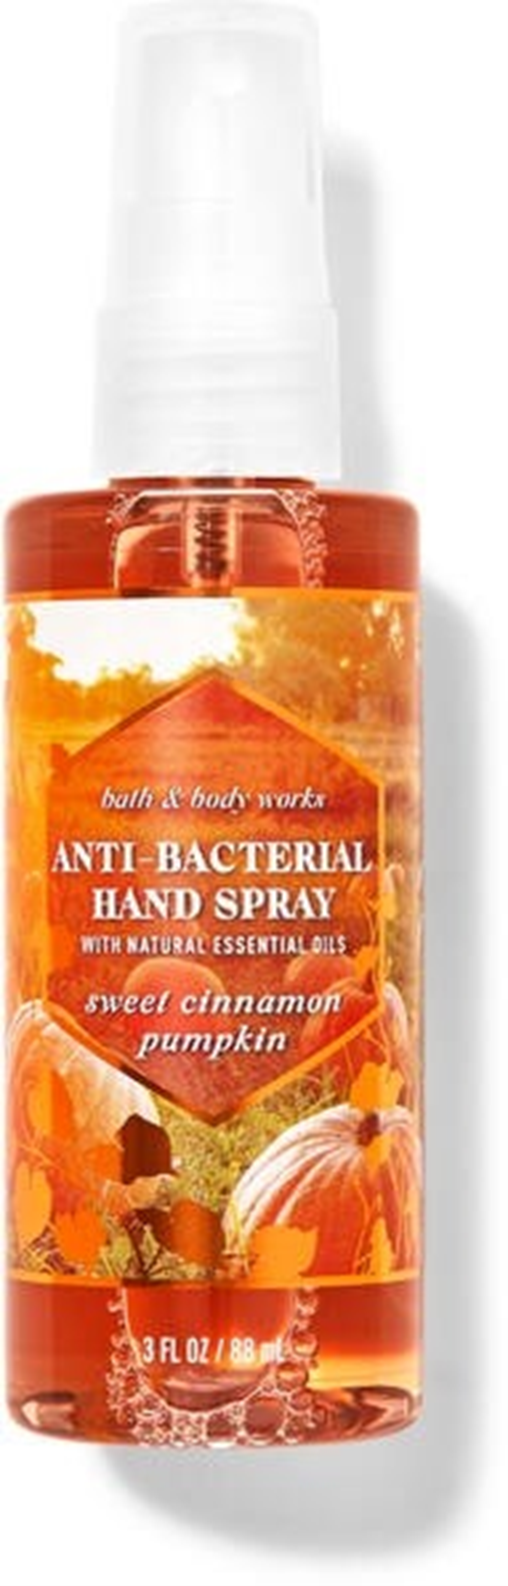 bath & body works
ANTI-BACTERIAL
HAND SPRAY
WITH NATURAL ESSENTIAL OILS
sweet cinnamon
pumpkin
3 FL OZ / 88 mL